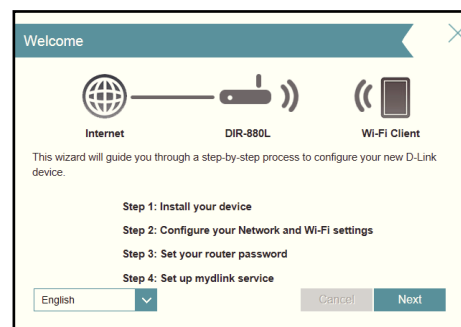 Welcome
Internet
DIR-880L
Wi-Fi Client
This wizard will guide you through a step-by-step process to configure your new D-Link
device.
Step 1: Install your device
Step 2: Configure your Network and Wi-Fi settings
Step 3: Set your router password
Step 4: Set up mydlink service
English
Cancel
Next